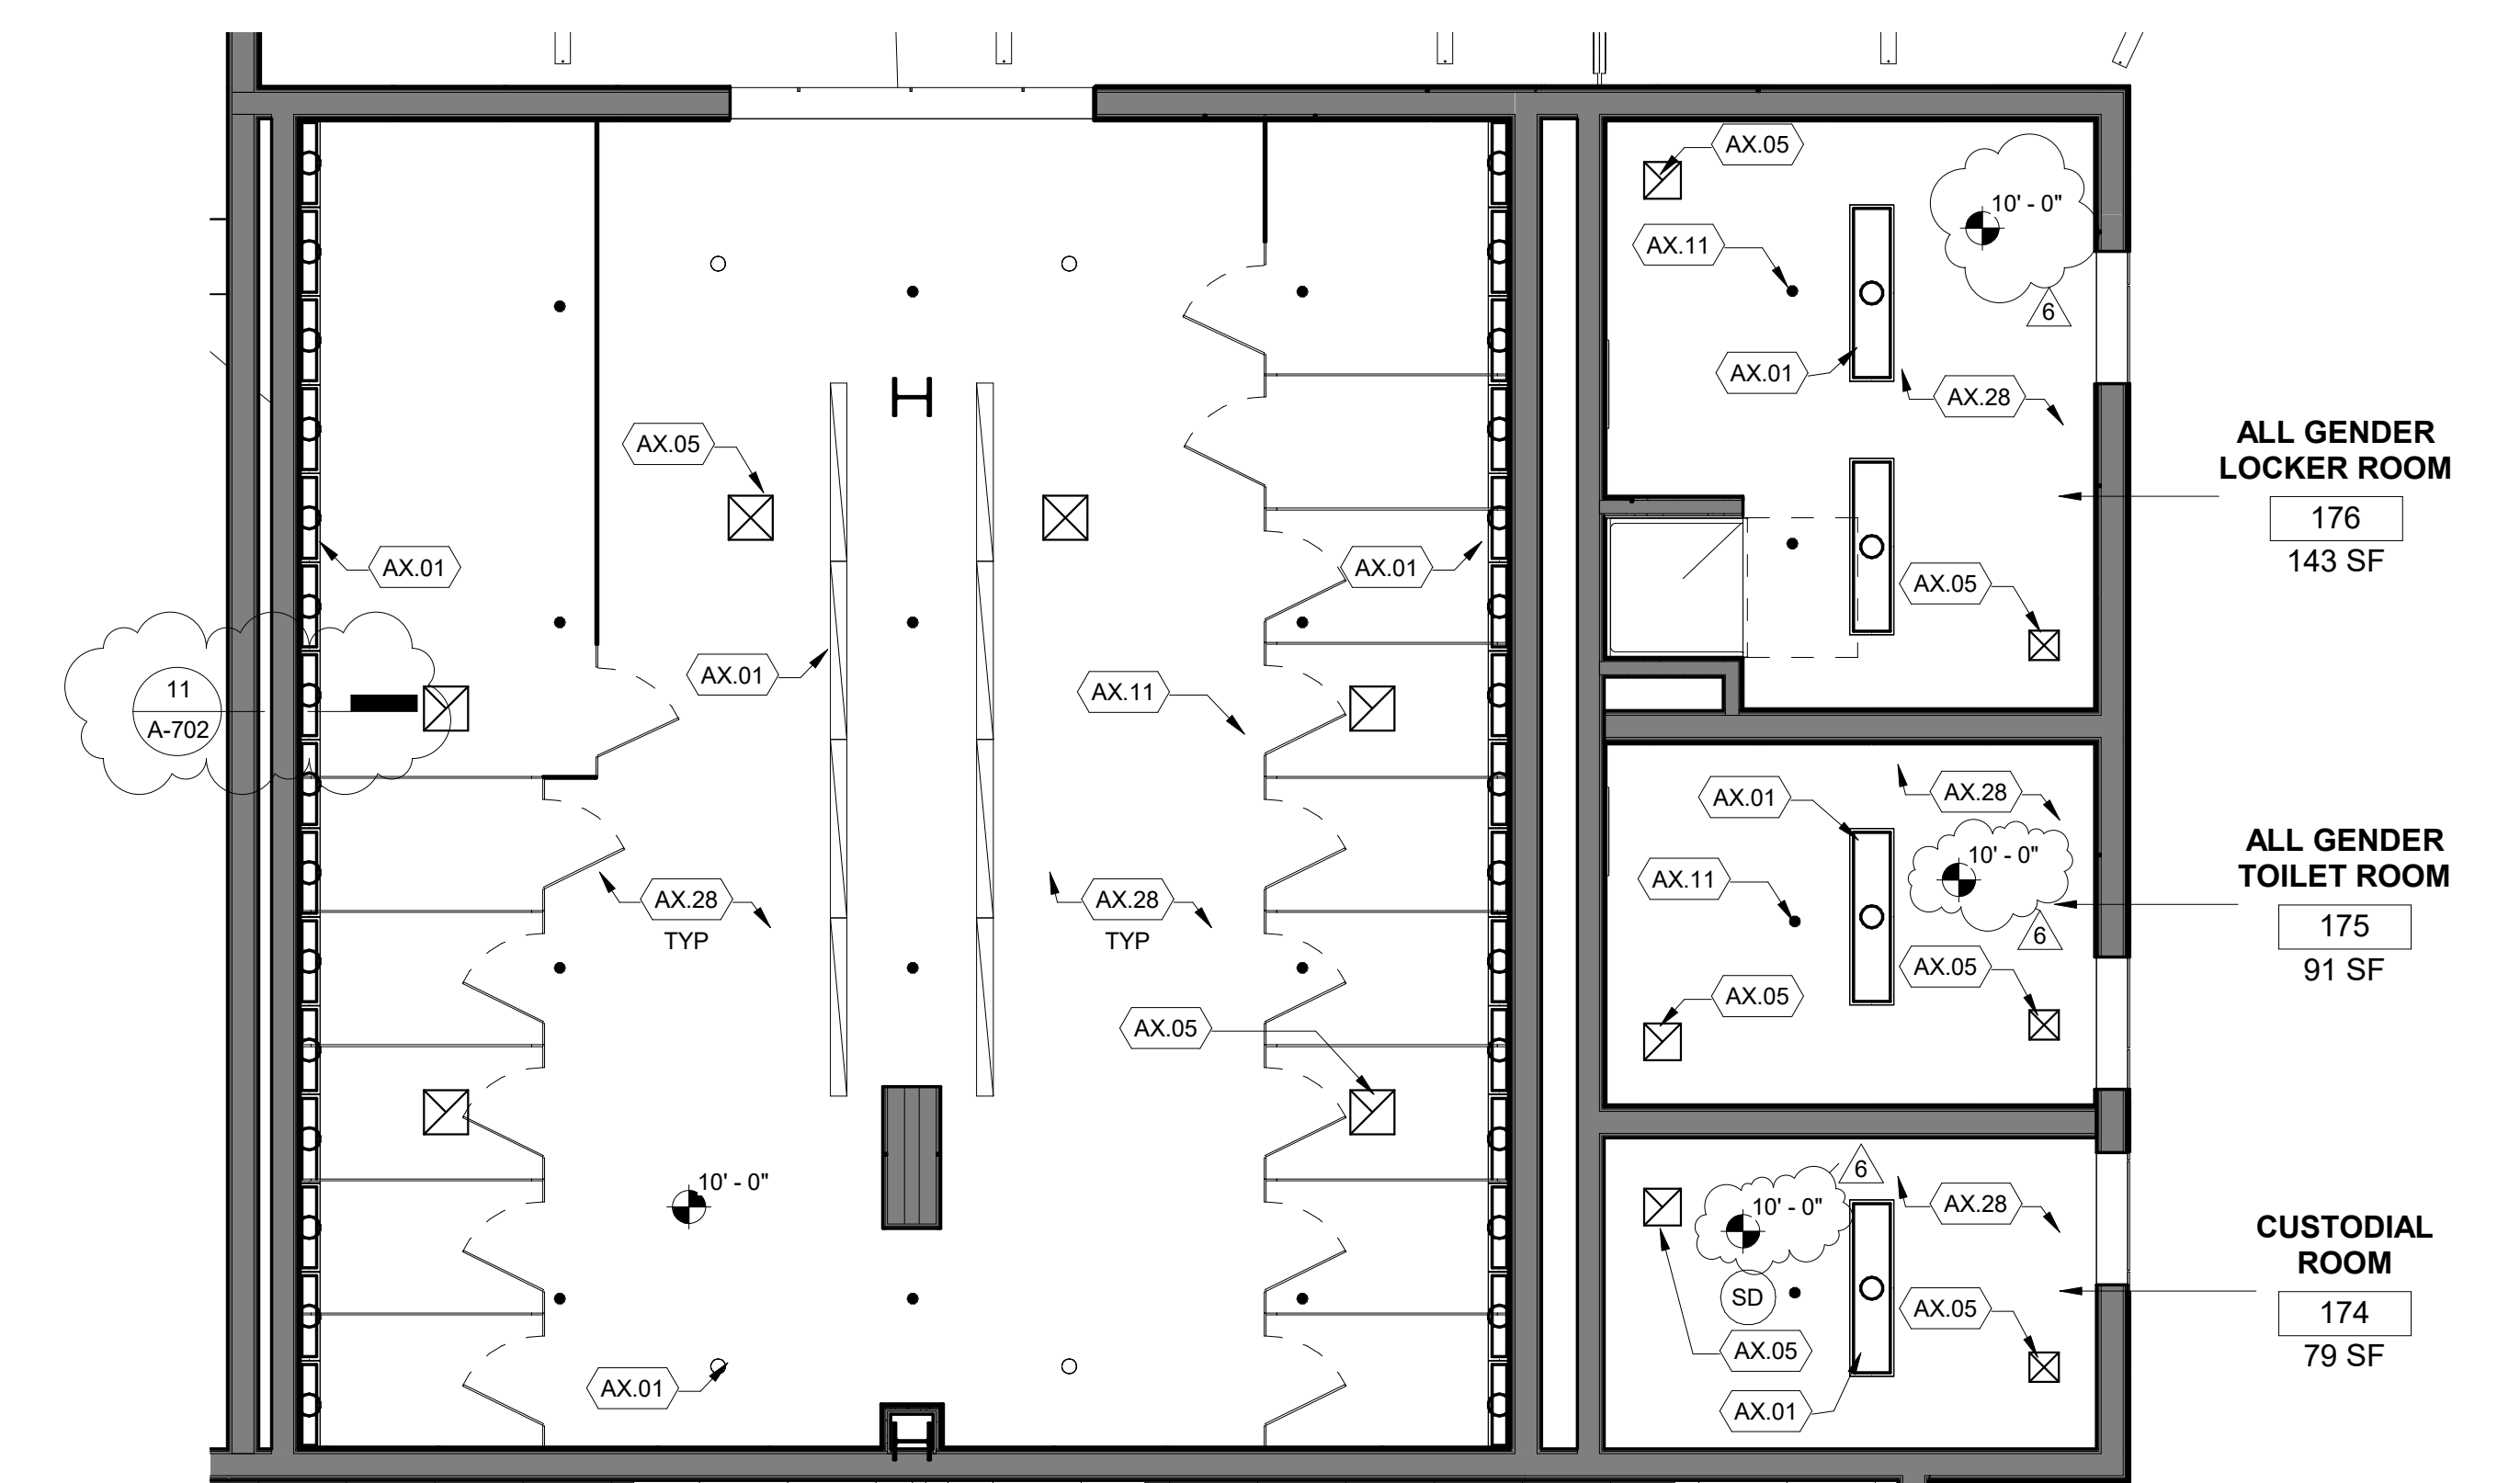 AX.05
10' - 0"
AX.11
6
AX.01
AX.28
ALL GENDER
LOCKER ROOM
176
143 SF
AX.05
AX.05
AX.01
AX.01
11
A-702
AX.01
AX.11
AX.28
TYP
AX.28
TYP
AX.05
10' - 0"
AX.01
AX.01
AX.28
10' - 0"
AX.11
6
AX.05
AX.05
ALL GENDER
TOILET ROOM
175
91 SF
6
10' - 0"
AX.28
SD
AX.05
AX.05
AX.01
CUSTODIAL
ROOM
174
79 SF